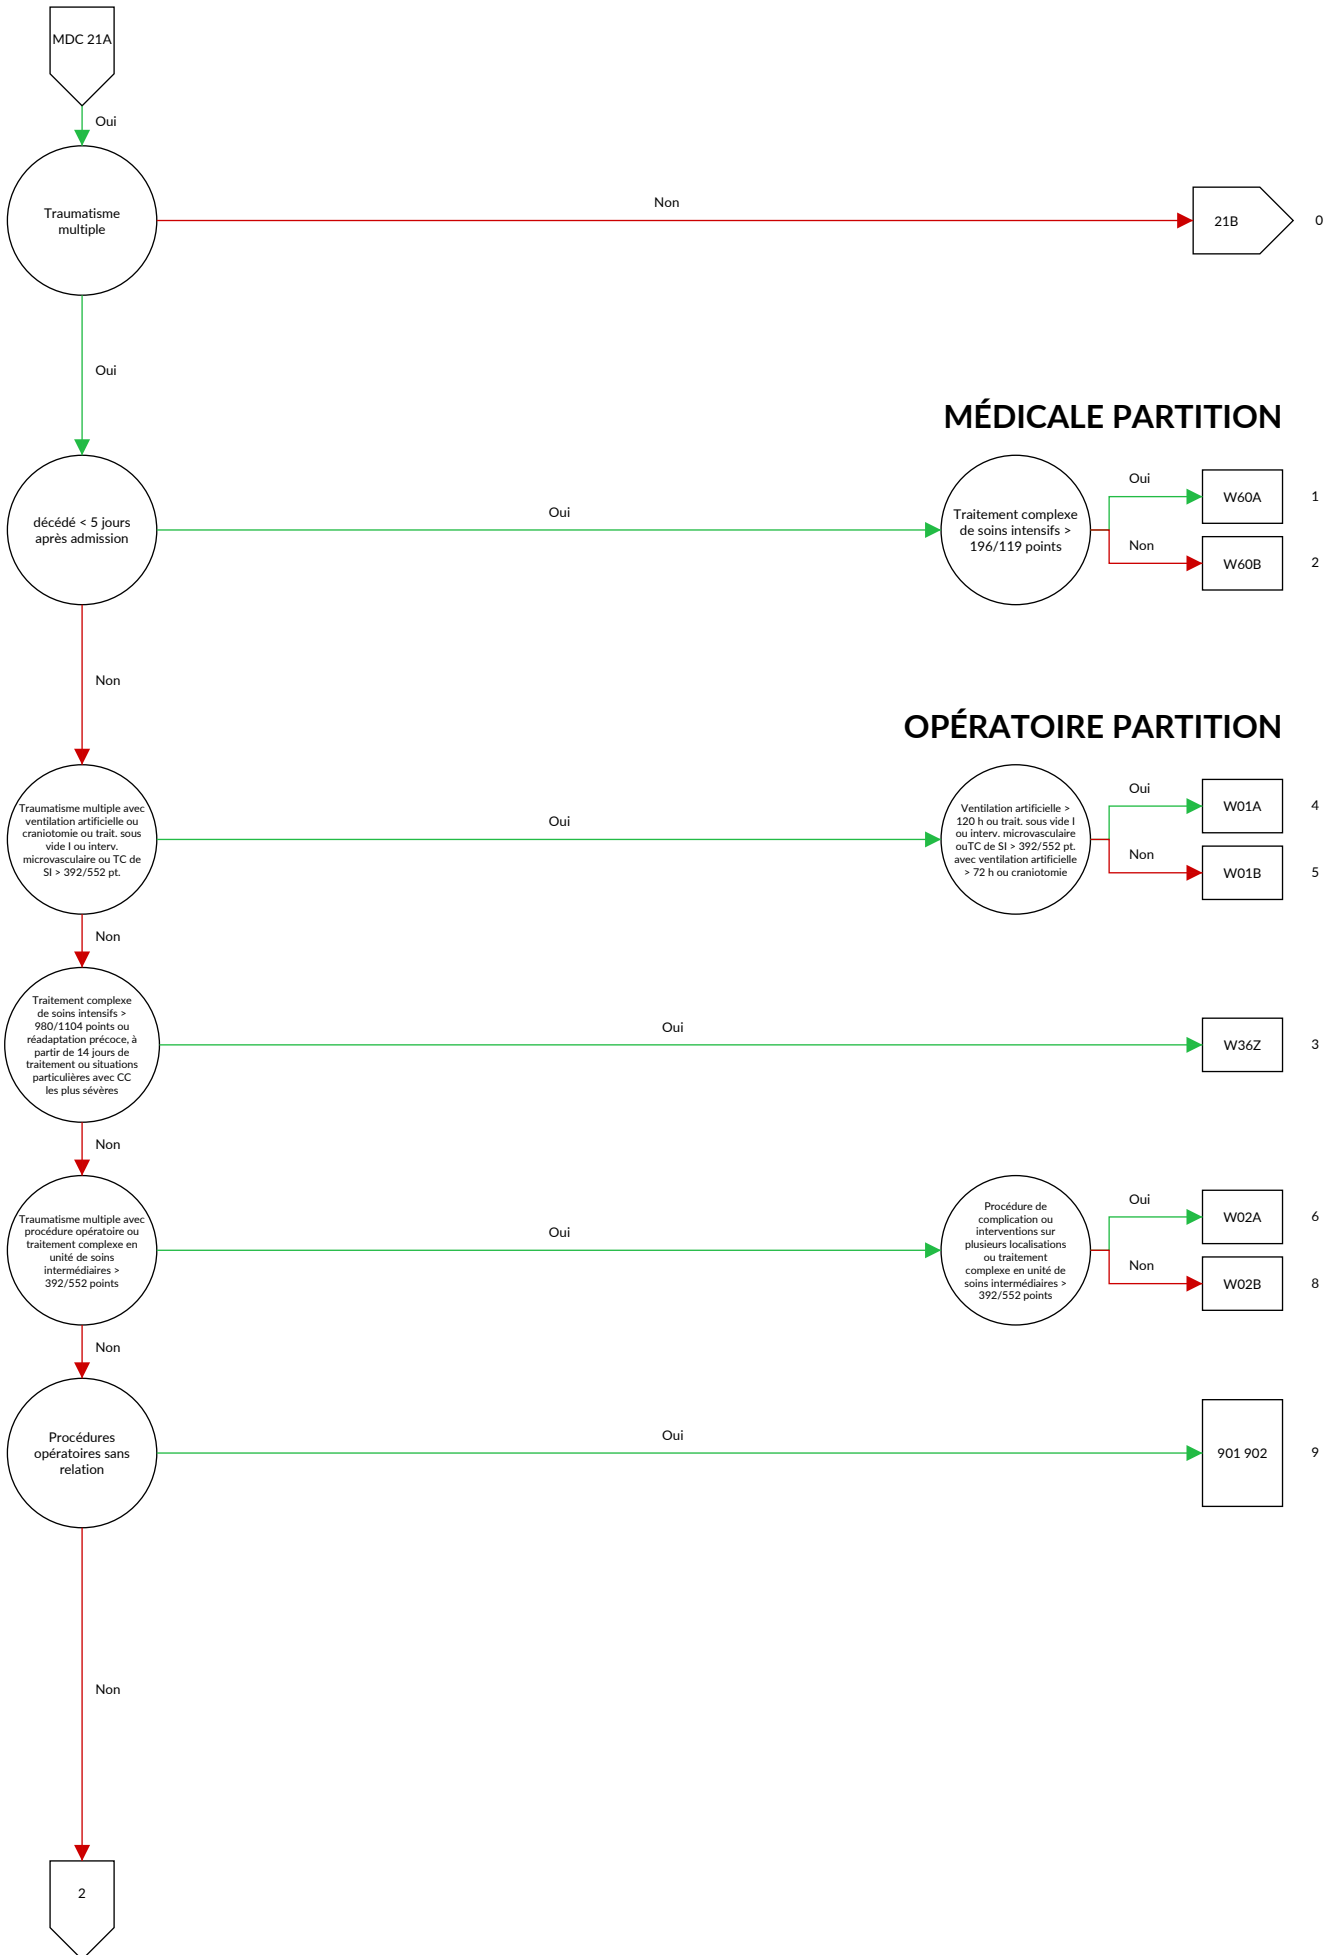 MDC 21A
Oui
Traumatisme
multiple
Non
21B
0
Oui
MÉDICALE PARTITION
décédé < 5 jours
après admission
Oui
Traitement complexe
de soins intensifs >
196/119 points
Oui
W60A
1
Non
W60B
2
Non
OPÉRATOIRE PARTITION
Traumatisme multiple avec
ventilation artificielle ou
craniotomie ou trait. sous
vide I ou interv.
microvasculaire ou TC de
SI > 392/552 pt.
Oui
Ventilation artificielle >
120 h ou trait. sous vide I
ou interv. microvasculaire
ouTC de SI > 392/552 pt.
avec ventilation artificielle
> 72 h ou craniotomie
Oui
W01A
4
Non
W01B
5
Non
Traitement complexe
de soins intensifs >
980/1104 points ou
réadaptation précoce, à
partir de 14 jours de
traitement ou situations
particulières avec CC
les plus sévères
Oui
W36Z
3
Non
Traumatisme multiple avec
procédure opératoire ou
traitement complexe en
unité de soins
intermédiaires >
392/552 points
Oui
Procédure de
complication ou
interventions sur
plusieurs localisations
ou traitement
complexe en unité de
soins intermédiaires >
392/552 points
Oui
W02A
6
Non
W02B
8
Non
Procédures
opératoires sans
relation
Oui
901 902
9
Non
2